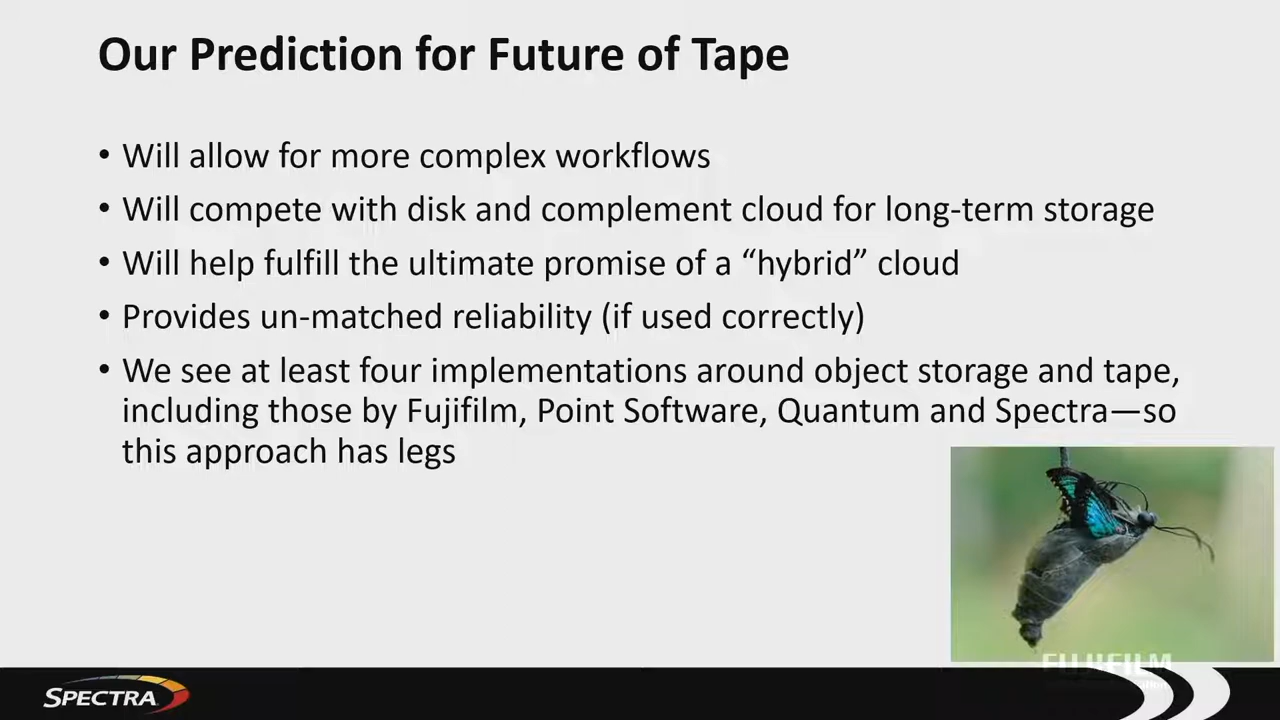 Our Prediction for Future of Tape
• Will allow for more complex workflows
• Will compete with disk and complement cloud for long-term storage
• Will help fulfill the ultimate promise of a “hybrid” cloud
• Provides un-matched reliability (if used correctly)
• We see at least four implementations around object storage and tape,
including those by Fujifilm, Point Software, Quantum and Spectra—so
this approach has legs
FUJIFILM
SPECTRA